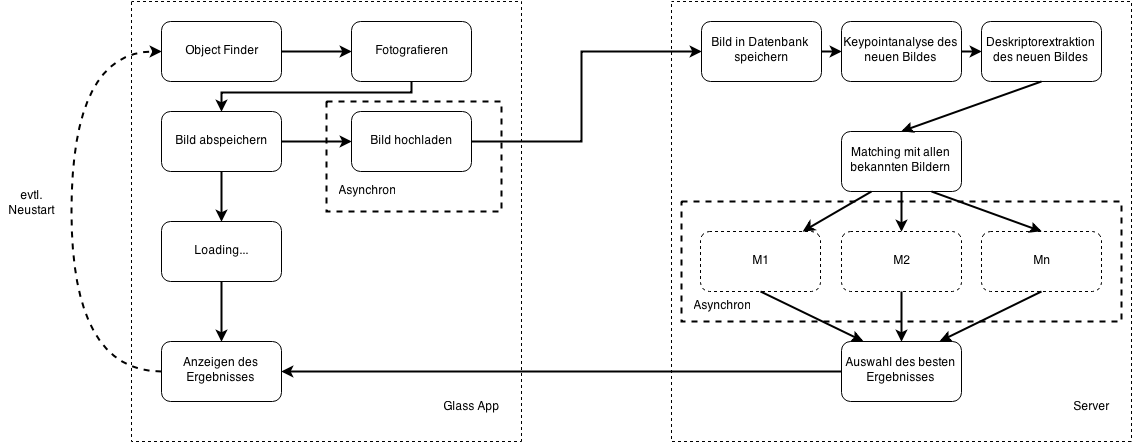 Object Finder
Fotografieren
Bild abspeichern
Bild hochladen
Asynchron
evtl.
Neustart
Loading...
Anzeigen des
Ergebnisses
Glass App
Bild in Datenbank
speichern
Keypointanalyse des
neuen Bildes
Deskriptorextraktion
des neuen Bildes
Matching mit allen
bekannten Bildern
M1
M2
Mn
Asynchron
Auswahl des besten
Ergebnisses
Server